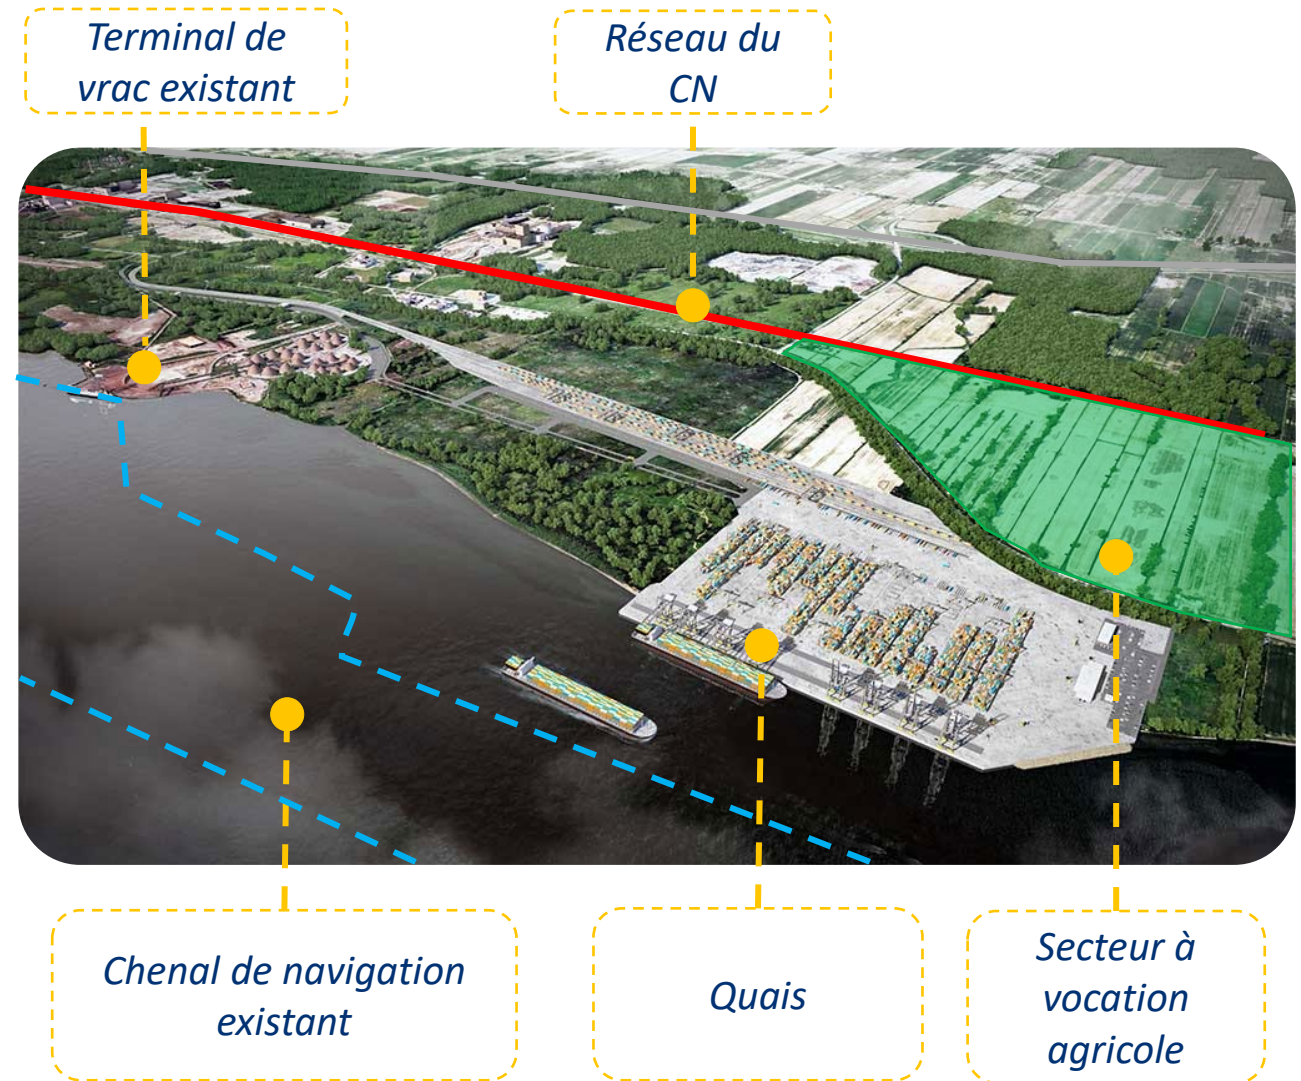 Terminal de
vrac existant
Réseau du
CN
Chenal de navigation
existant
Quais
Secteur à
vocation
agricole